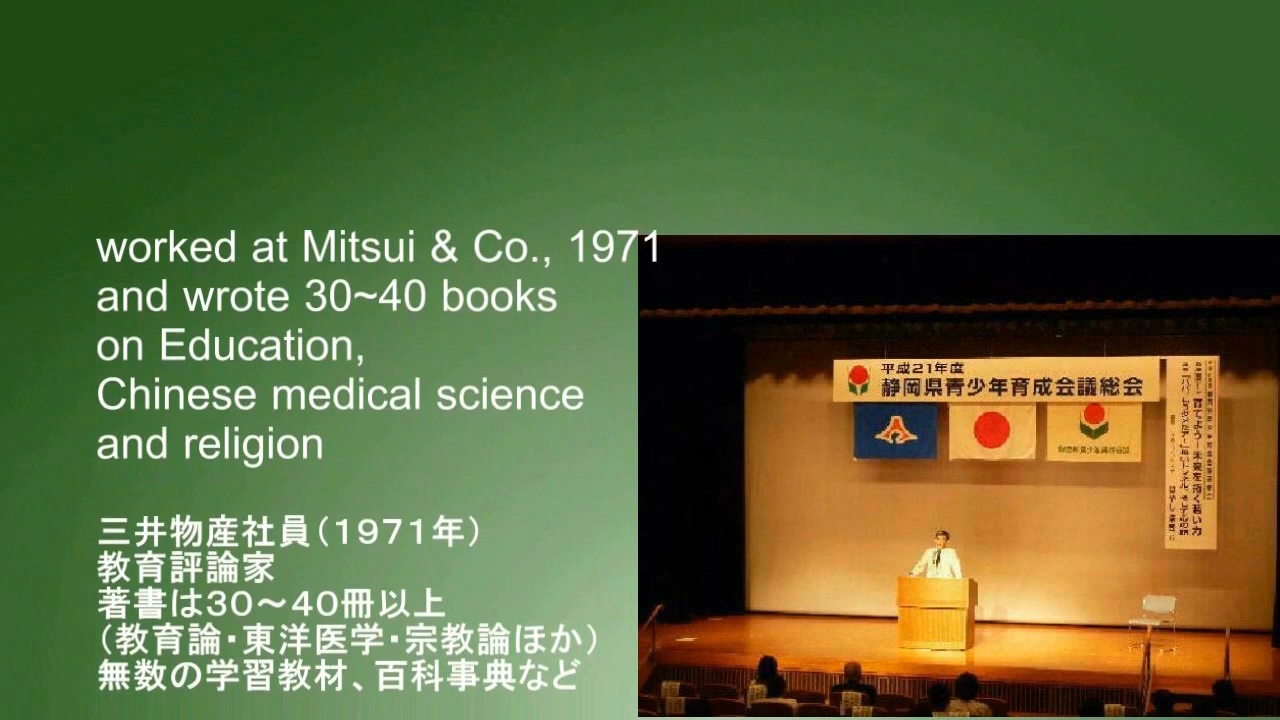 worked at Mitsui & Co., 1971
and wrote 30~40 books
on Education,
Chinese medical science
and religion
三井物産社員（１９７１年）
教育評論家
著書は３０～４０冊以上
（教育論・東洋医学・宗教論ほか）
無数の学習教材、百科事典など
平成21年度
静岡県青少年育成会議総会